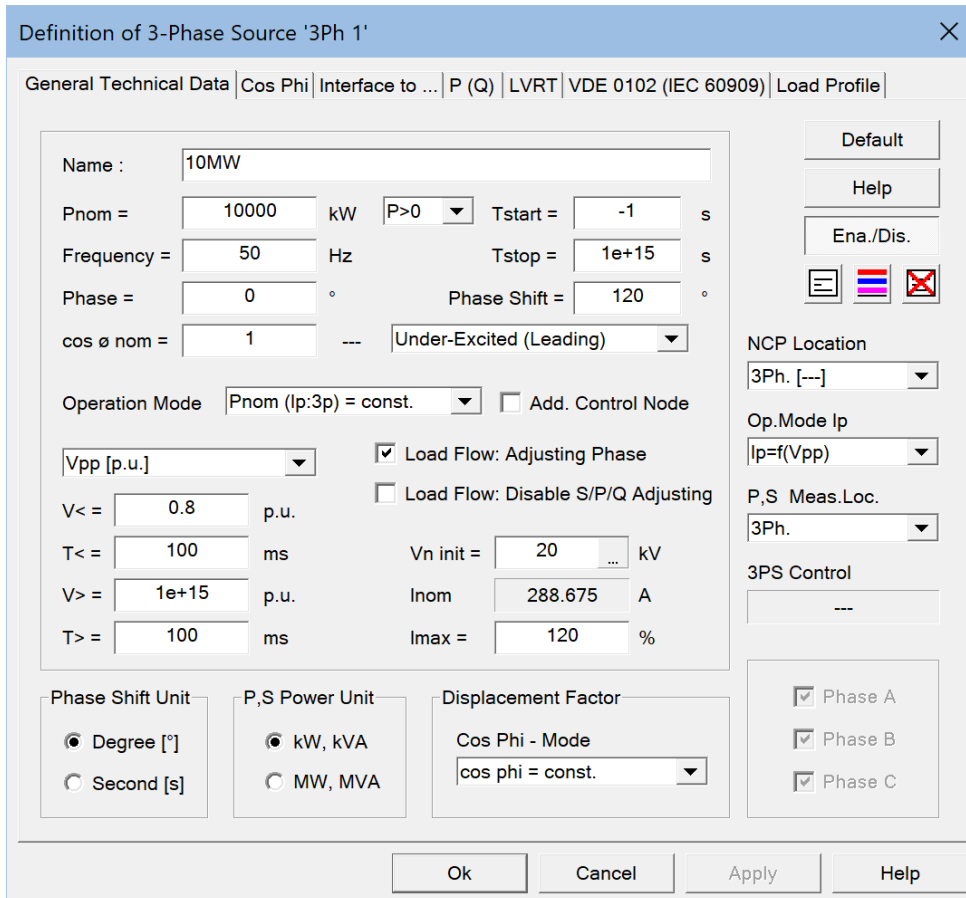 Definition of 3-Phase Source '3Ph 1'
General Technical Data Cos Phi Interface to ... P (Q) LVRT VDE 0102 (IEC 60909) Load Profile
Name : 10MW
Default
Help
Ena./Dis.
Pnom = 10000 kW P>0 Tstart = -1 s
Frequency = 50 Hz Tstop = 1e+15 s
Phase = 0 ° Phase Shift = 120 °
cos ø nom = 1 --- Under-Excited (Leading)
NCP Location
3Ph. [---]
Operation Mode Pnom (Ip:3p) = const. Add. Control Node
Op.Mode Ip
Ip=f(Vpp)
Vpp [p.u.] Load Flow: Adjusting Phase
Load Flow: Disable S/P/Q Adjusting
P,S Meas.Loc.
3Ph.
V< = 0.8 p.u.
T< = 100 ms Vn init = 20 ... kV
V> = 1e+15 p.u. Inom 288.675 A
T> = 100 ms Imax = 120 %
3PS Control
---
Phase Shift Unit
Degree [°]
Second [s]
P,S Power Unit
kW, kVA
MW, MVA
Displacement Factor
Cos Phi - Mode
cos phi = const.
Phase A
Phase B
Phase C
Ok Cancel Apply Help